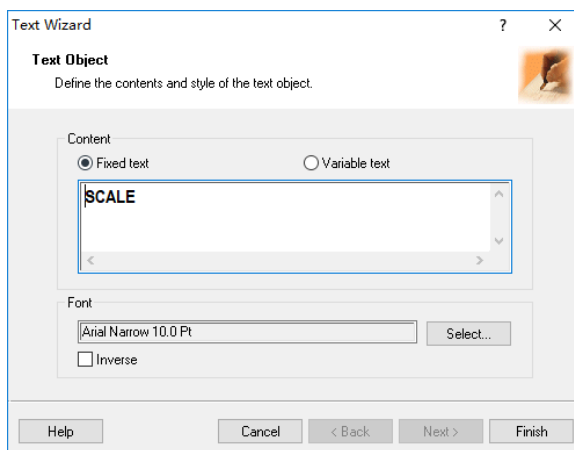 Text Wizard ? ×
Text Object
Define the contents and style of the text object.
Content
Fixed text Variable text
SCALE
Font
Arial Narrow 10.0 Pt Select...
Inverse
Help Cancel < Back Next > Finish